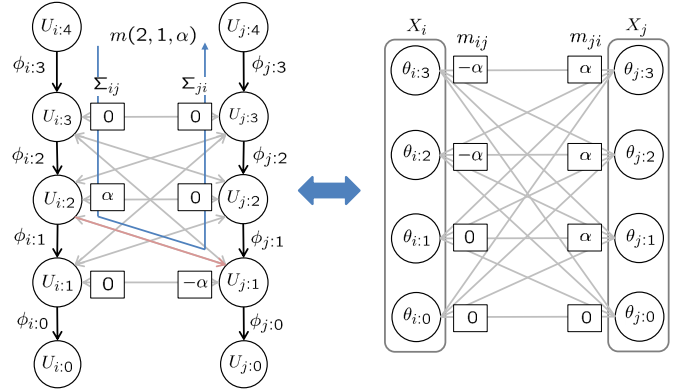 U_{i:4} m(2,1,α) U_{j:4} X_i X_j
ϕ_{i:3} ϕ_{j:3} m_{ij} m_{ji}
Σ_{ij} Σ_{ji} θ_{i:3} −α α θ_{j:3}
U_{i:3} 0 0 U_{j:3}
ϕ_{i:2} ϕ_{j:2} θ_{i:2} −α α θ_{j:2}
U_{i:2} α 0 U_{j:2}
ϕ_{i:1} ϕ_{j:1} θ_{i:1} 0 α θ_{j:1}
U_{i:1} 0 −α U_{j:1}
ϕ_{i:0} ϕ_{j:0} θ_{i:0} 0 0 θ_{j:0}
U_{i:0} U_{j:0}